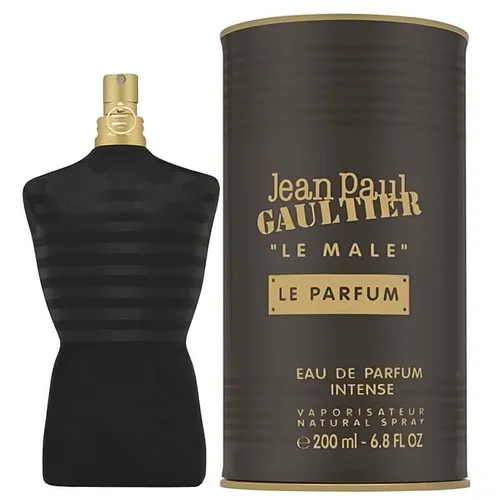 Jean Paul
GAULTIER
"LE MALE"
LE PARFUM
EAU DE PARFUM
INTENSE
VAPORISATEUR
NATURAL SPRAY
℮ 200 ml - 6.8 FL OZ